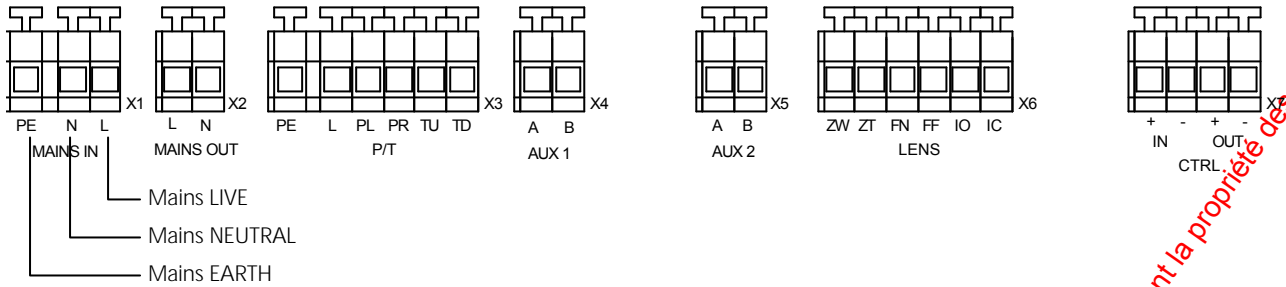 X1 X2 X3 X4 X5 X6 X7
PE N L L N PE L PL PR TU TD A B A B ZW ZT FN FF IO IC + - + -
MAINS IN MAINS OUT P/T AUX 1 AUX 2 LENS IN OUT
CTRL
Mains LIVE
Mains NEUTRAL
Mains EARTH
nt la propriété des